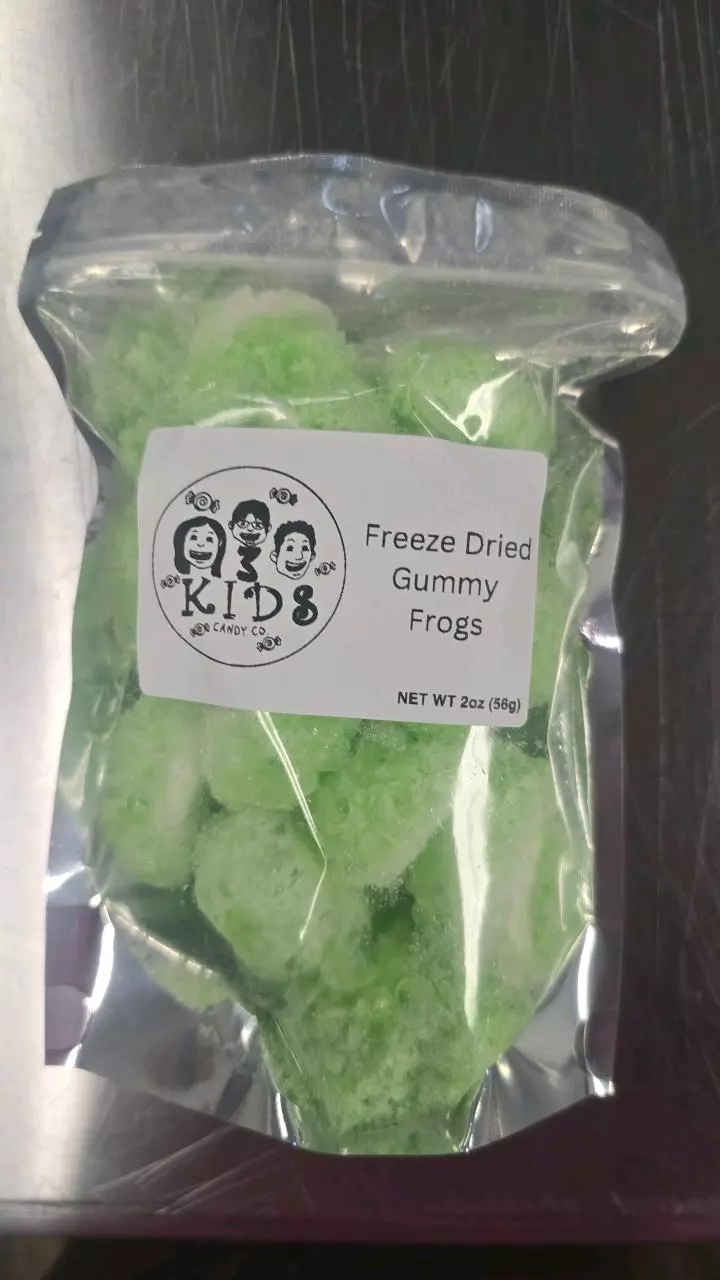 3
KIDS
CANDY CO.
Freeze Dried
Gummy
Frogs
NET WT 2oz (56g)